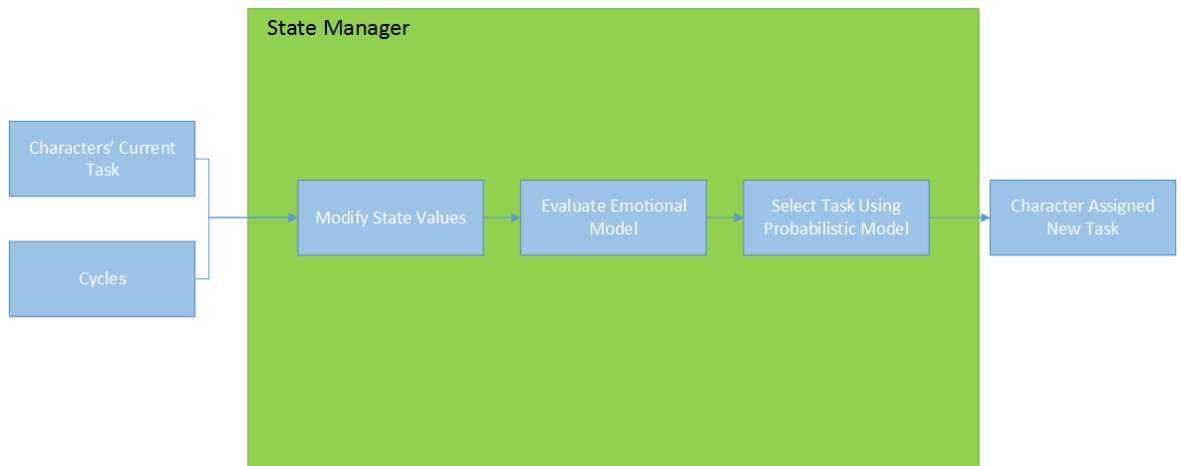 State Manager
Characters' Current
Task
Cycles
Modify State Values
Evaluate Emotional
Model
Select Task Using
Probabilistic Model
Character Assigned
New Task